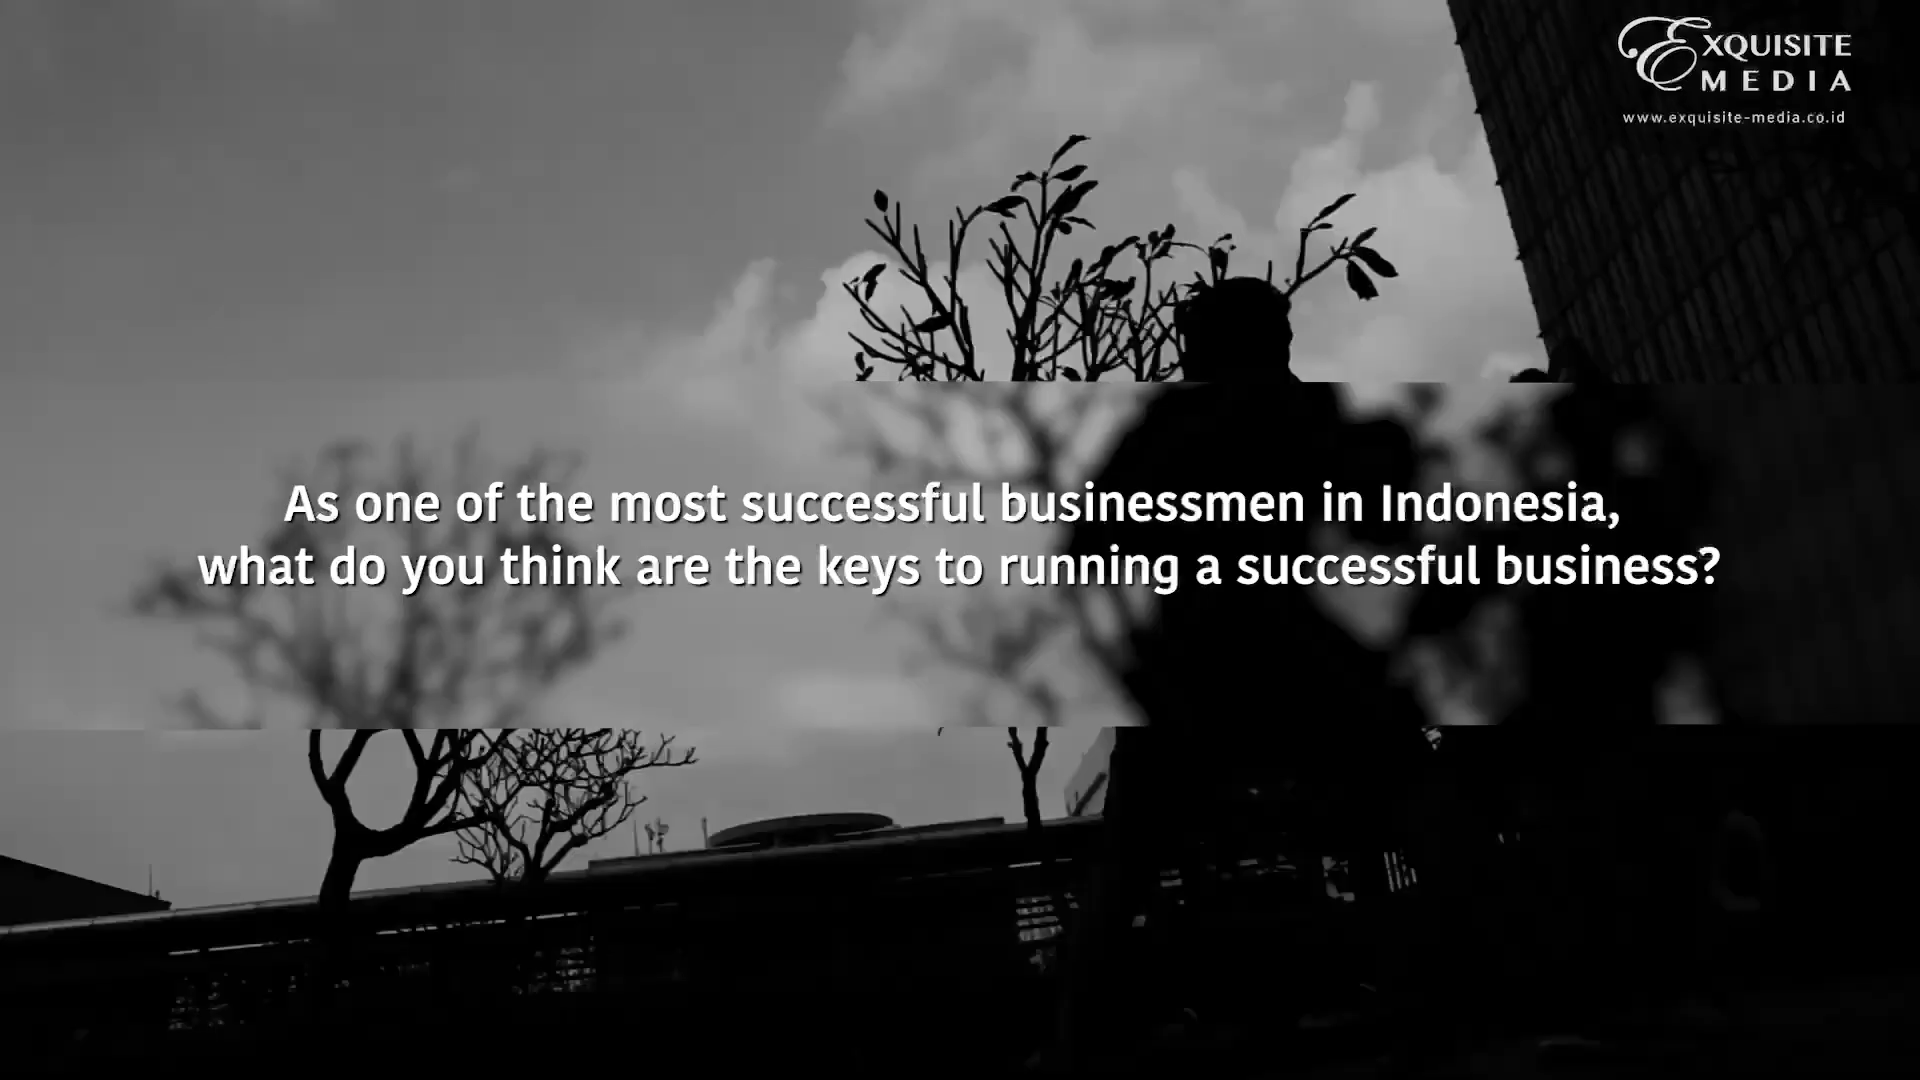 EXQUISITE
MEDIA
www.exquisite-media.co.id
As one of the most successful businessmen in Indonesia,
what do you think are the keys to running a successful business?